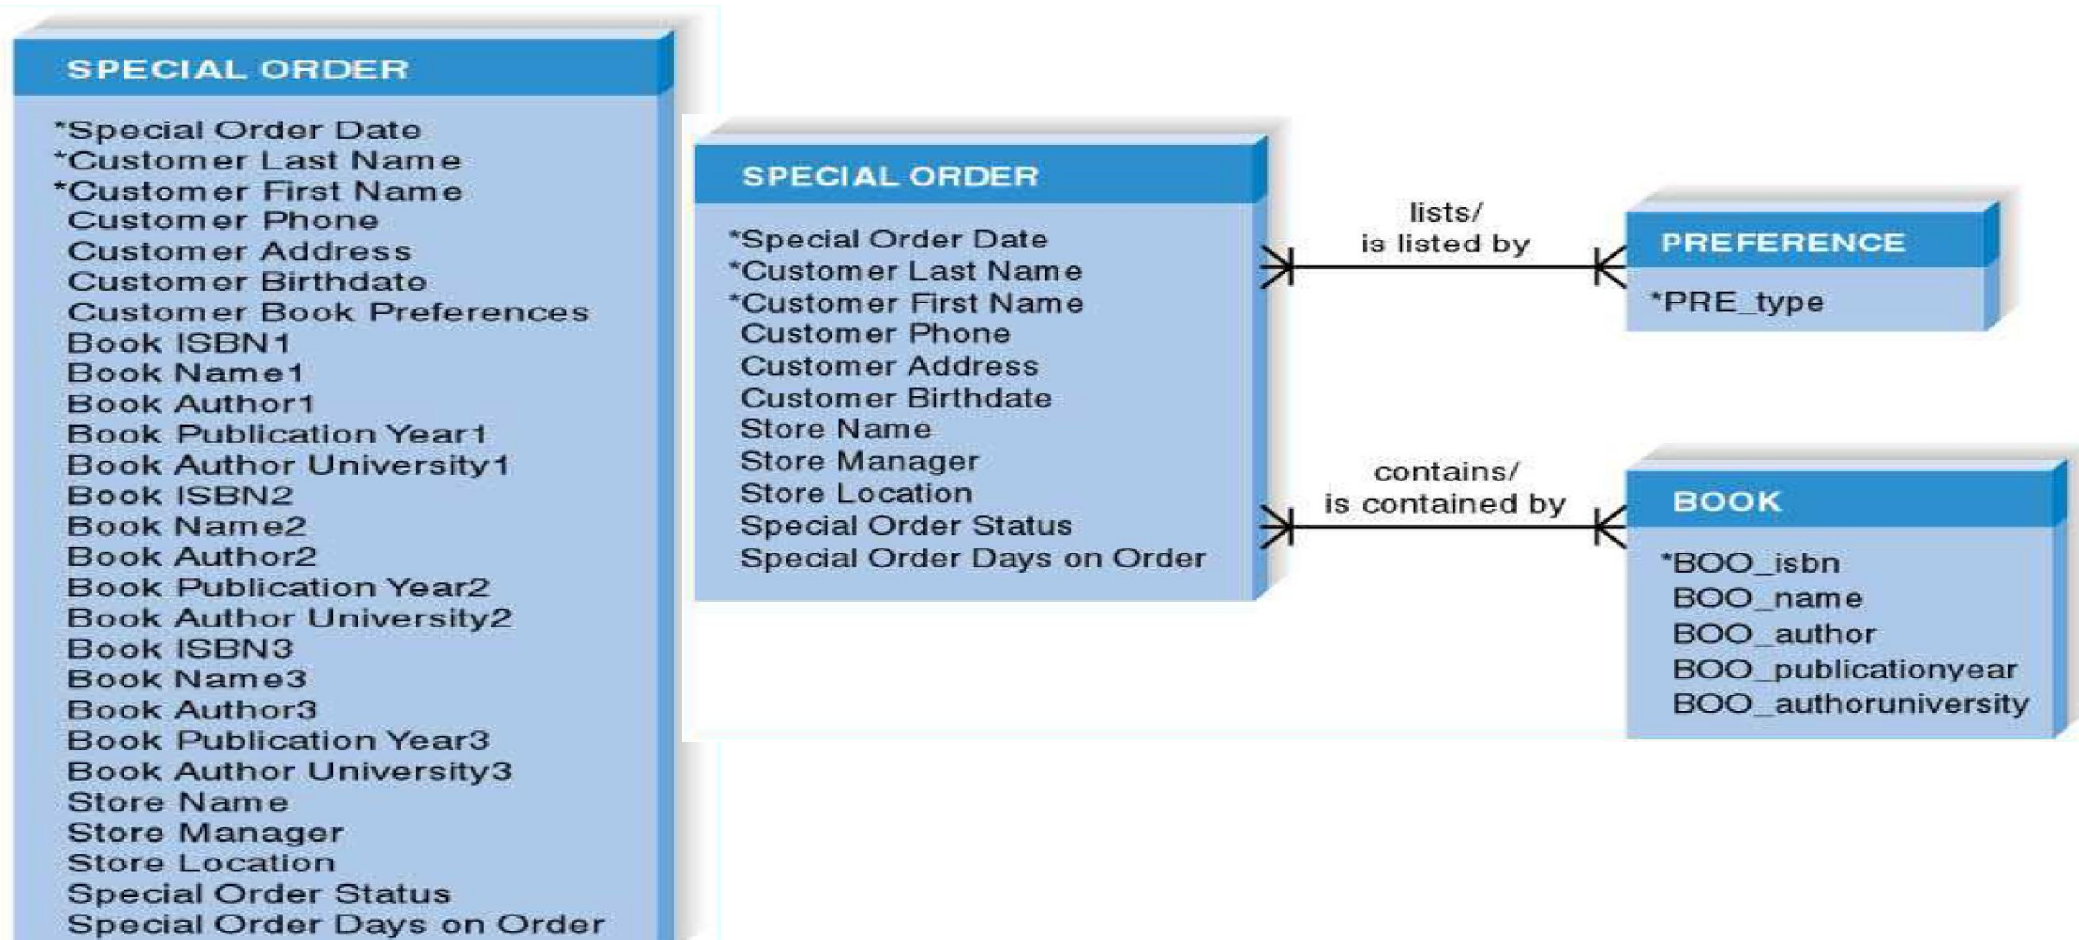 SPECIAL ORDER
*Special Order Date
*Customer Last Name
*Customer First Name
Customer Phone
Customer Address
Customer Birthdate
Customer Book Preferences
Book ISBN1
Book Name1
Book Author1
Book Publication Year1
Book Author University1
Book ISBN2
Book Name2
Book Author2
Book Publication Year2
Book Author University2
Book ISBN3
Book Name3
Book Author3
Book Publication Year3
Book Author University3
Store Name
Store Manager
Store Location
Special Order Status
Special Order Days on Order
SPECIAL ORDER
*Special Order Date
*Customer Last Name
*Customer First Name
Customer Phone
Customer Address
Customer Birthdate
Store Name
Store Manager
Store Location
Special Order Status
Special Order Days on Order
lists/
is listed by
PREFERENCE
*PRE_type
contains/
is contained by
BOOK
*BOO_isbn
BOO_name
BOO_author
BOO_publicationyear
BOO_authoruniversity